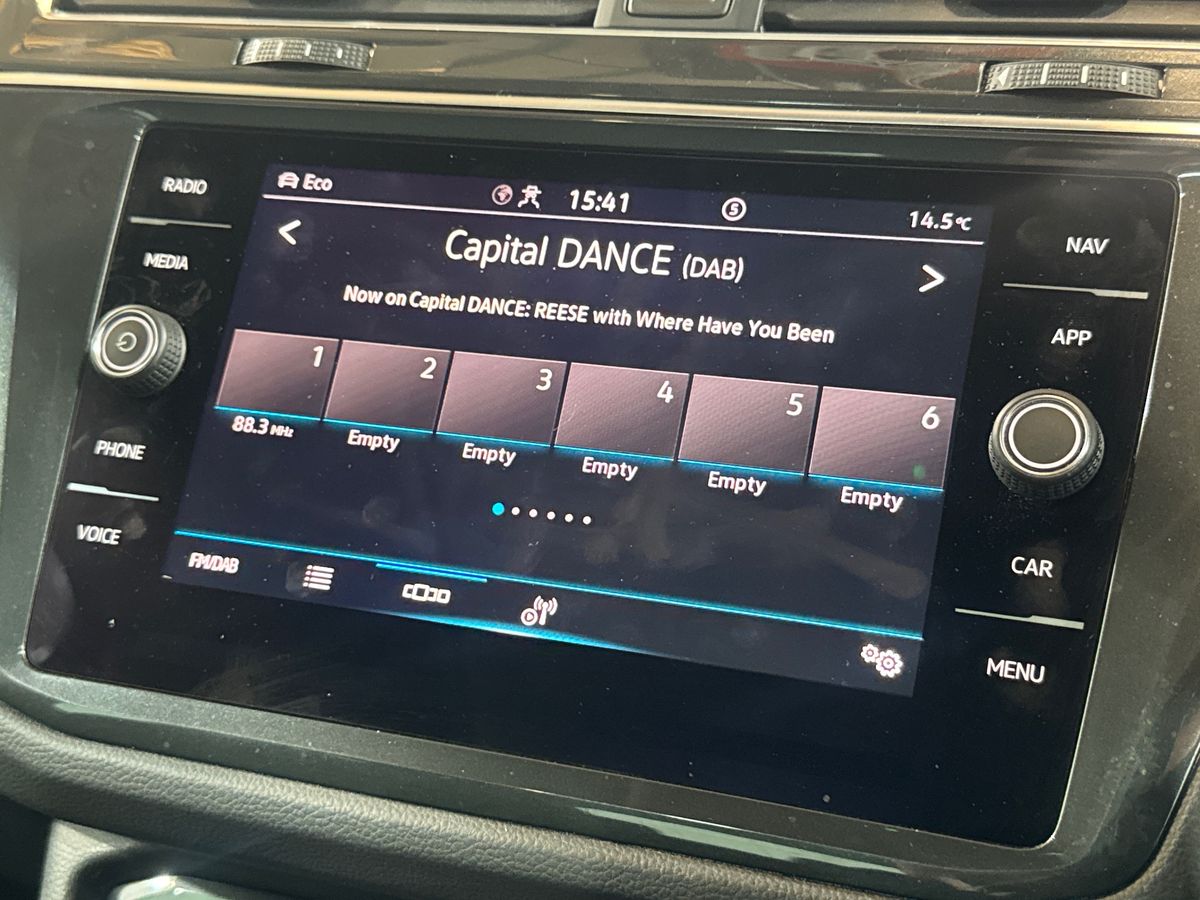 RADIO
MEDIA
PHONE
VOICE
Eco
15:41
5
14.5°C
< Capital DANCE (DAB) >
Now on Capital DANCE: REESE with Where Have You Been
1 2 3 4 5 6
88.3 MHz Empty Empty Empty Empty Empty
FM/DAB
NAV
APP
CAR
MENU